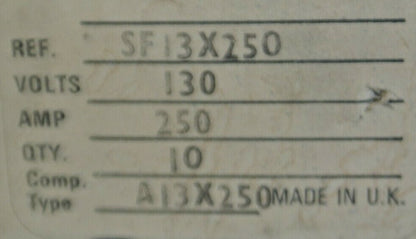 REF. SF13X250
VOLTS 130
AMP 250
QTY. 10
Comp.
Type A13X250 MADE IN U.K.